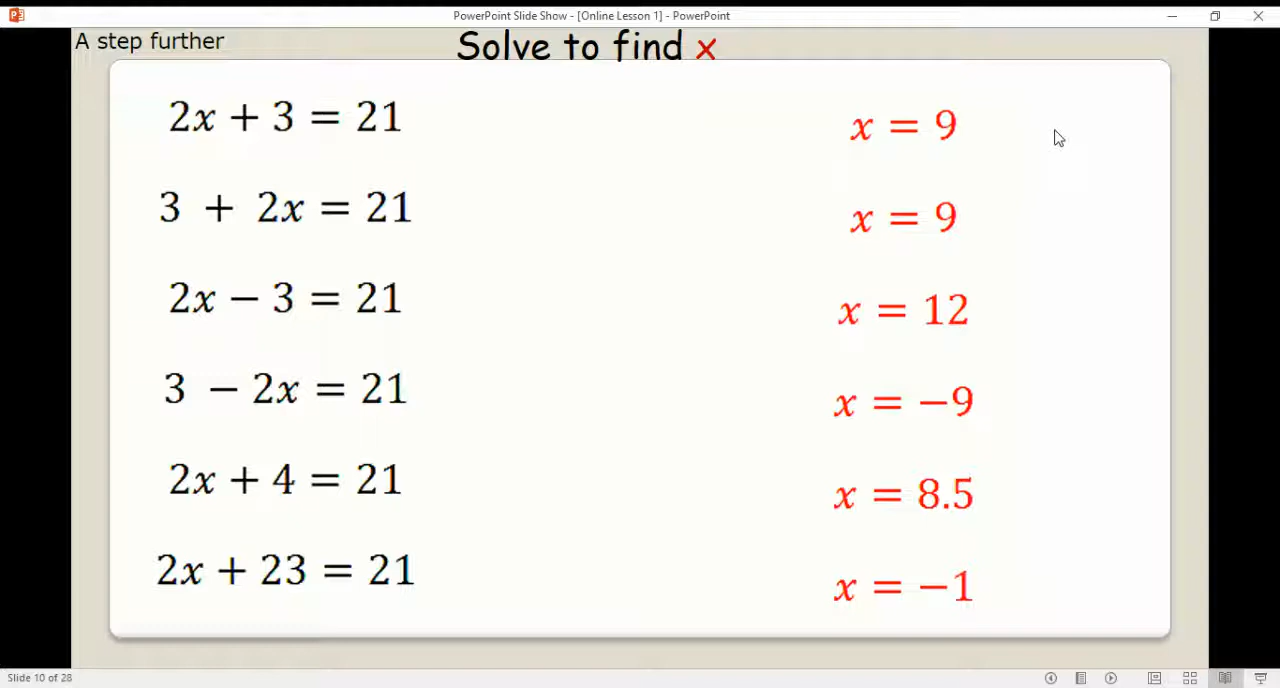 PowerPoint Slide Show - [Online Lesson 1] - PowerPoint
A step further
Solve to find x
2x + 3 = 21
x = 9
3 + 2x = 21
x = 9
2x − 3 = 21
x = 12
3 − 2x = 21
x = −9
2x + 4 = 21
x = 8.5
2x + 23 = 21
x = −1
Slide 10 of 28